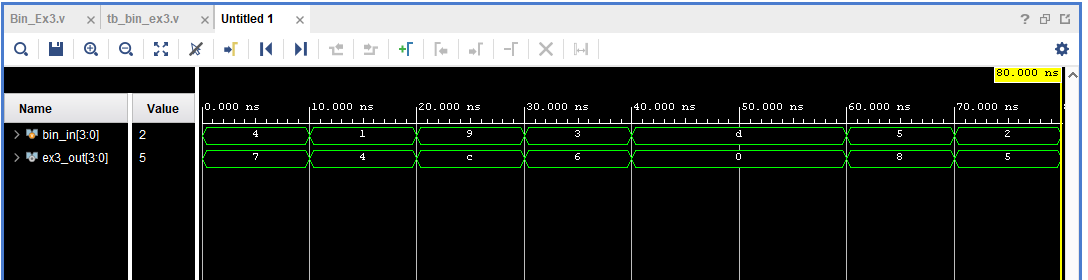 Bin_Ex3.v × tb_bin_ex3.v × Untitled 1 × ?
80.000 ns
Name Value 0.000 ns 10.000 ns 20.000 ns 30.000 ns 40.000 ns 50.000 ns 60.000 ns 70.000 ns
bin_in[3:0] 2 4 1 9 3 d 5 2
ex3_out[3:0] 5 7 4 c 6 0 8 5